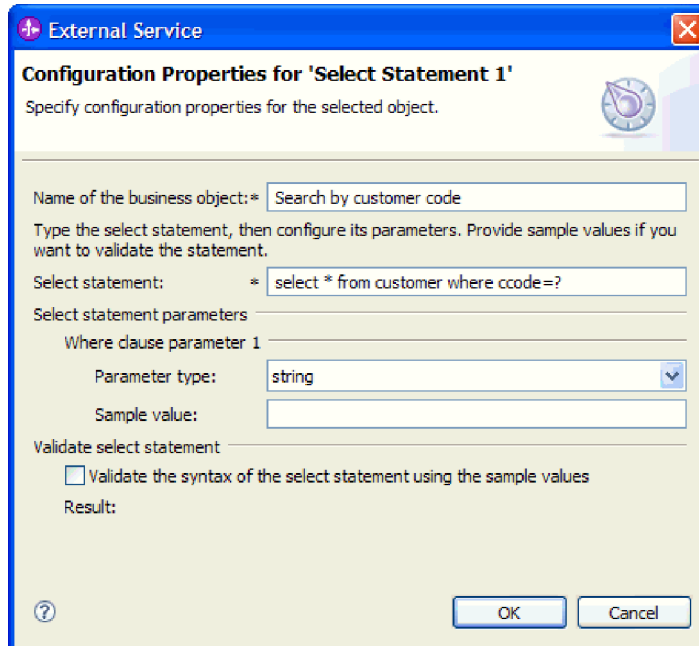 External Service
Configuration Properties for 'Select Statement 1'
Specify configuration properties for the selected object.
Name of the business object:* Search by customer code
Type the select statement, then configure its parameters. Provide sample values if you
want to validate the statement.
Select statement: * select * from customer where ccode=?
Select statement parameters
Where clause parameter 1
Parameter type: string
Sample value:
Validate select statement
Validate the syntax of the select statement using the sample values
Result:
? OK Cancel